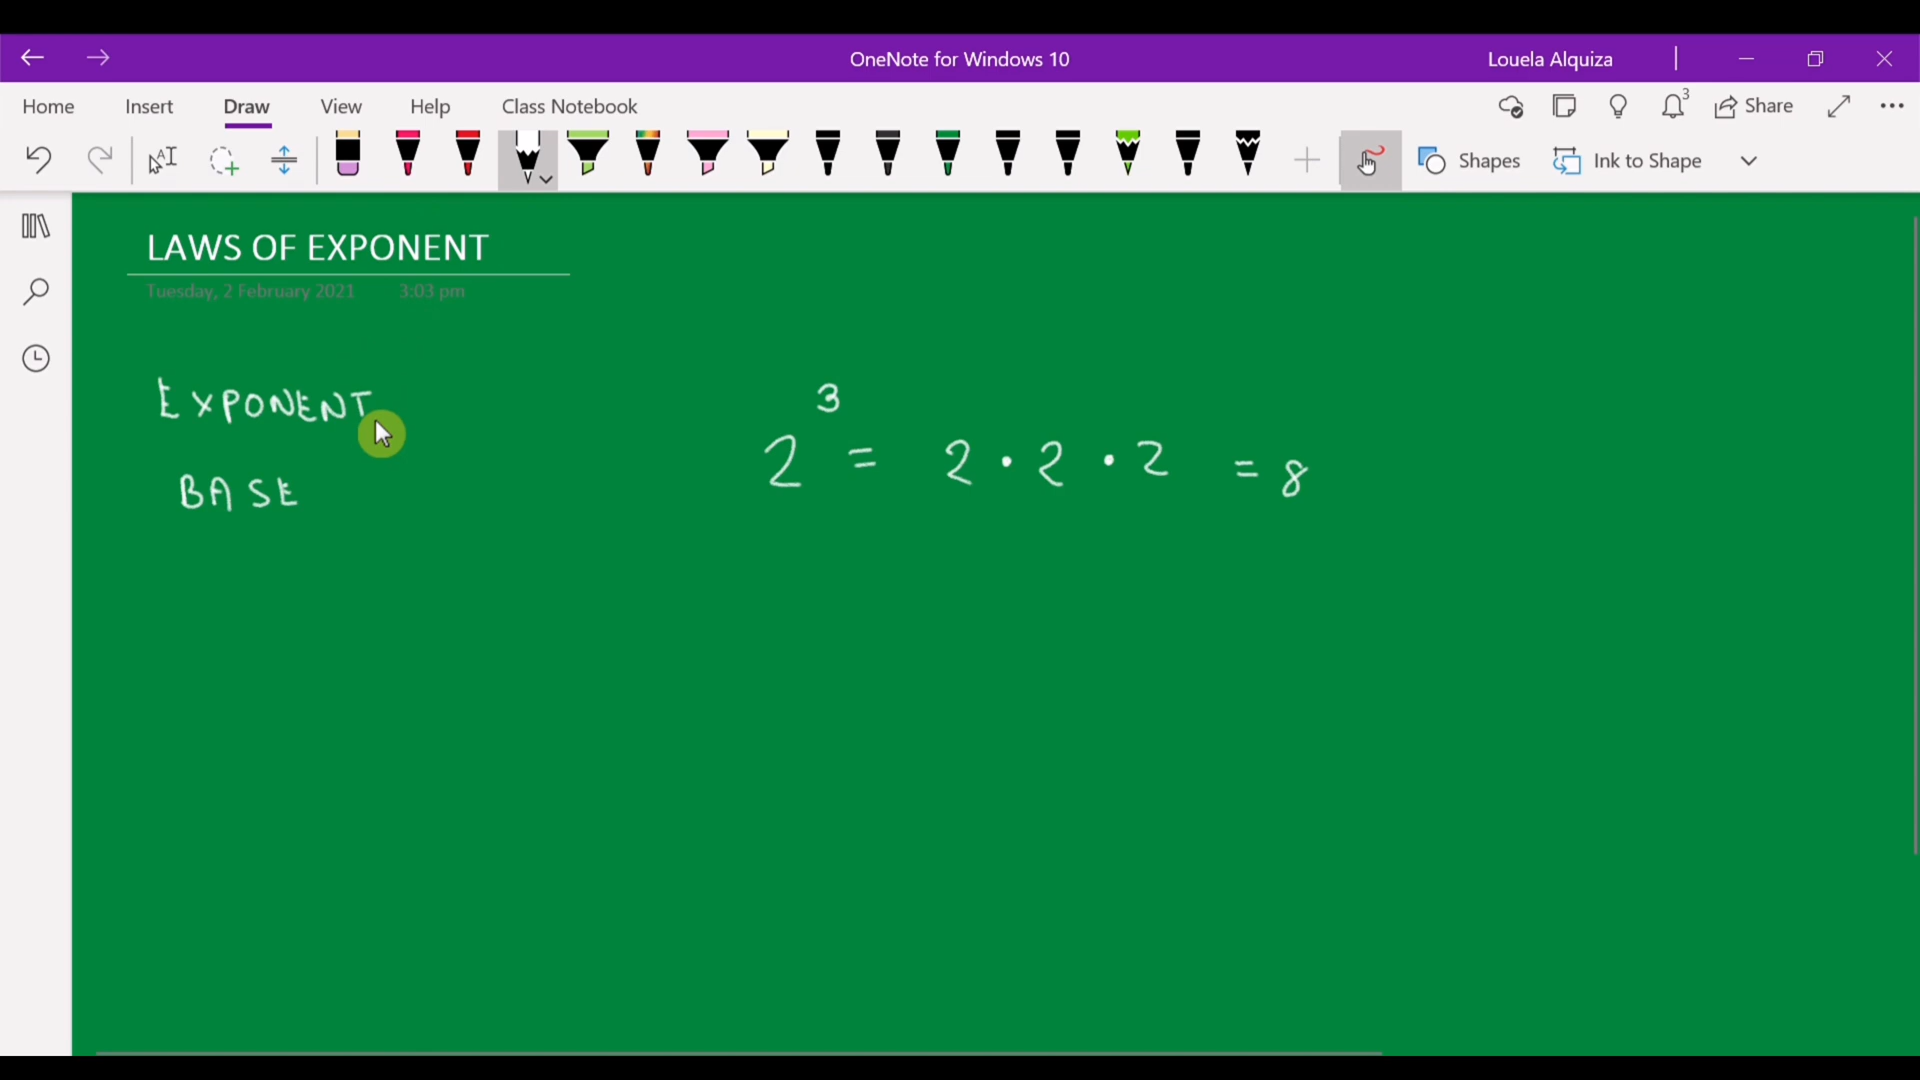 OneNote for Windows 10
Louela Alquiza
Home Insert Draw View Help Class Notebook
3
Share
Shapes Ink to Shape
LAWS OF EXPONENT
Tuesday, 2 February 2021 3:03 pm
EXPONENT
BASE
2³ = 2 • 2 • 2 = 8